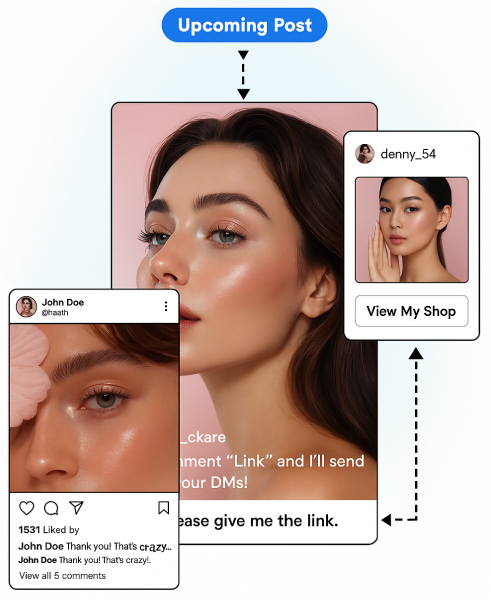 Upcoming Post
denny_54
View My Shop
John Doe
@haath
_ckare
nment “Link” and I’ll send
our DMs!
ease give me the link.
1531 Liked by
John Doe Thank you! That's crazy...
John Doe Thank you! That's crazy!.
View all 5 comments